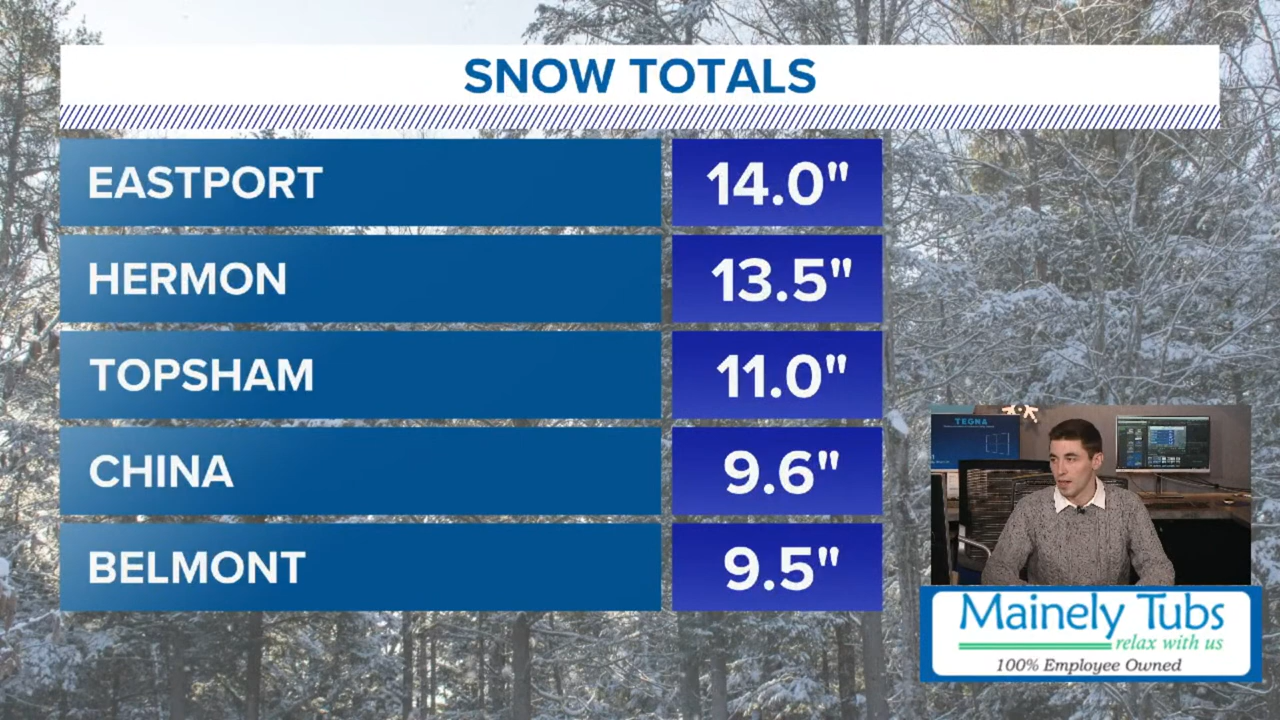 SNOW TOTALS
EASTPORT 14.0"
HERMON 13.5"
TOPSHAM 11.0"
CHINA 9.6"
BELMONT 9.5"
TEGNA
Mainely Tubs
relax with us
100% Employee Owned